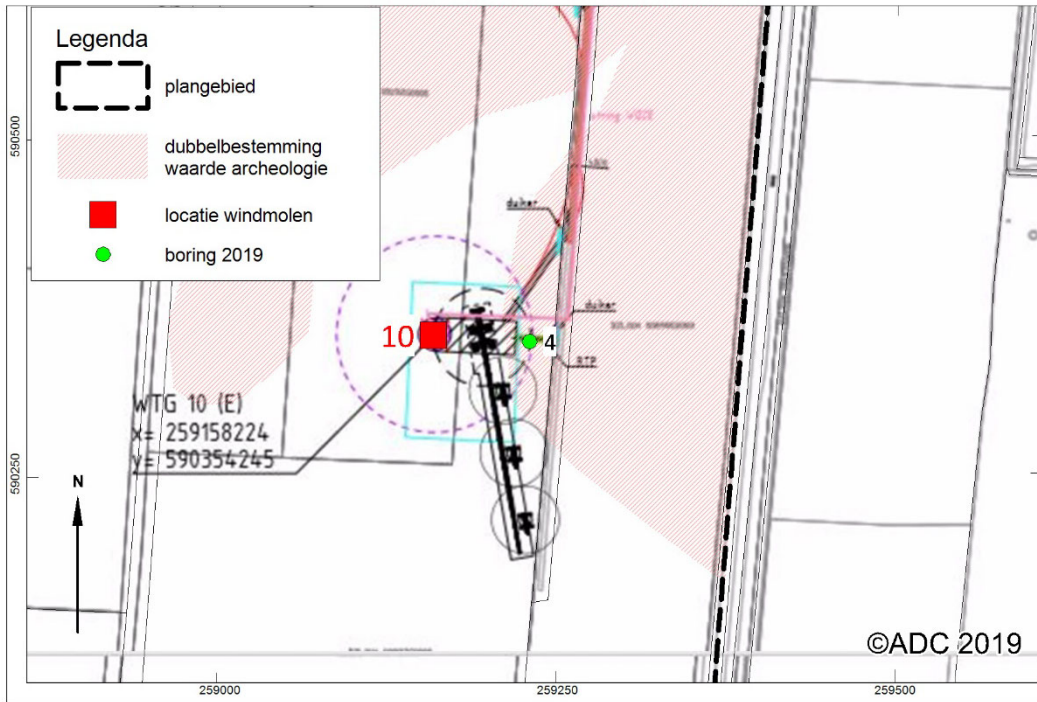 Legenda
plangebied
dubbelbestemming
waarde archeologie
locatie windmolen
boring 2019
590500
590250
duiker
duiker
RTP
10
4
WTG 10 (E)
x= 259158224
y= 590354245
N
©ADC 2019
259000
259250
259500